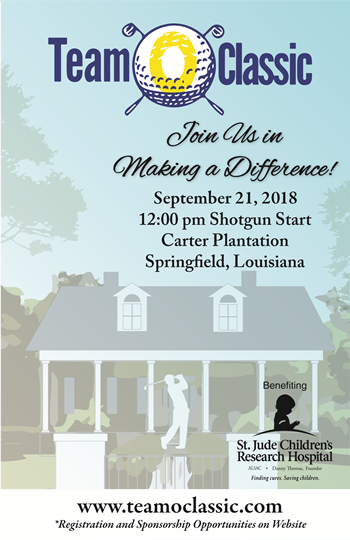 Team O Classic
Join Us in
Making a Difference!
September 21, 2018
12:00 pm Shotgun Start
Carter Plantation
Springfield, Louisiana
Benefiting
St. Jude Children's
Research Hospital
ALSAC • Danny Thomas, Founder
Finding cures. Saving children.
www.teamoclassic.com
*Registration and Sponsorship Opportunities on Website